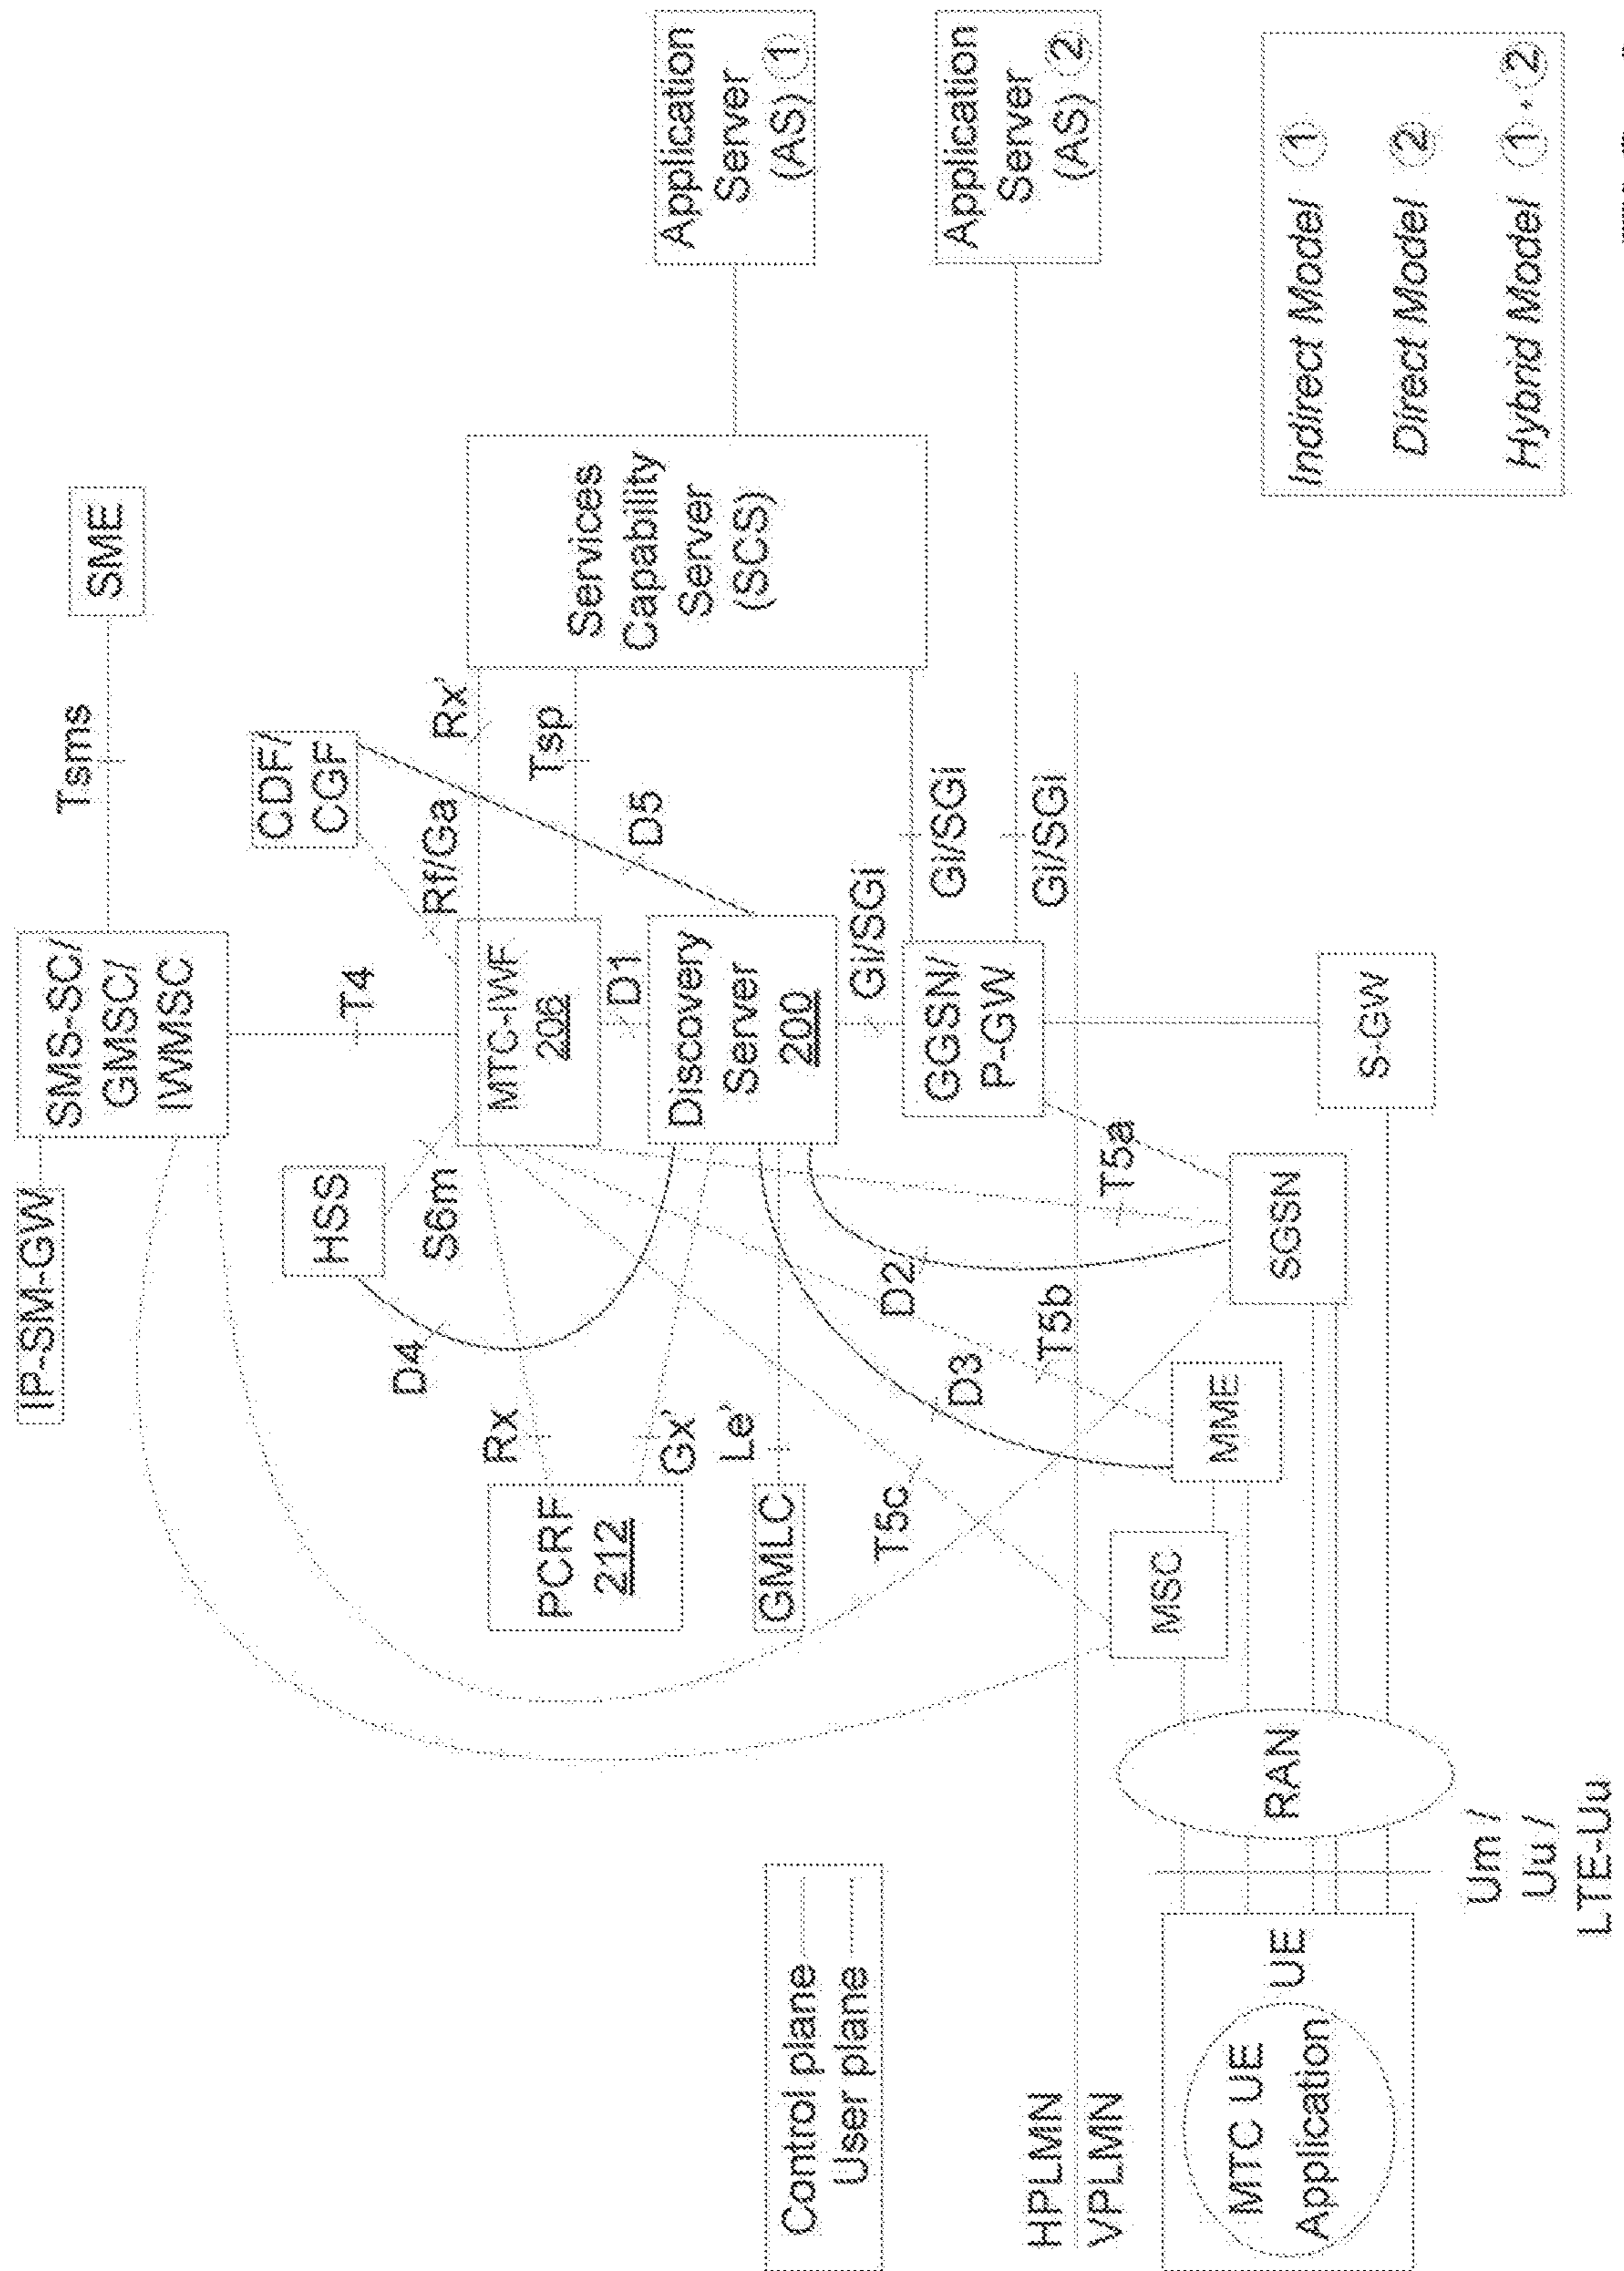 IP-SM-GW
SMS-SC/
GMSC/
IWMSC
Tsms
SME
T4
HSS
S6m
CDF/
CGF
Rf/Ga
Rx'
D4
Rx
MTC-IWF
206
Tsp
D5
D1
Services
Capability
Server
(SCS)
Application
Server
(AS) 1
PCRF
212
Gx'
Le'
GMLC
Discovery
Server
200
Gi/SGi
Control plane
User plane
T5c
D3
D2
GGSN/
P-GW
Gi/SGi
Gi/SGi
Application
Server
(AS) 2
HPLMN
VPLMN
T5b
T5a
MSC
MME
SGSN
S-GW
MTC UE
Application
UE
RAN
Um /
Uu /
LTE-Uu
Indirect Model 1
Direct Model 2
Hybrid Model 1 + 2